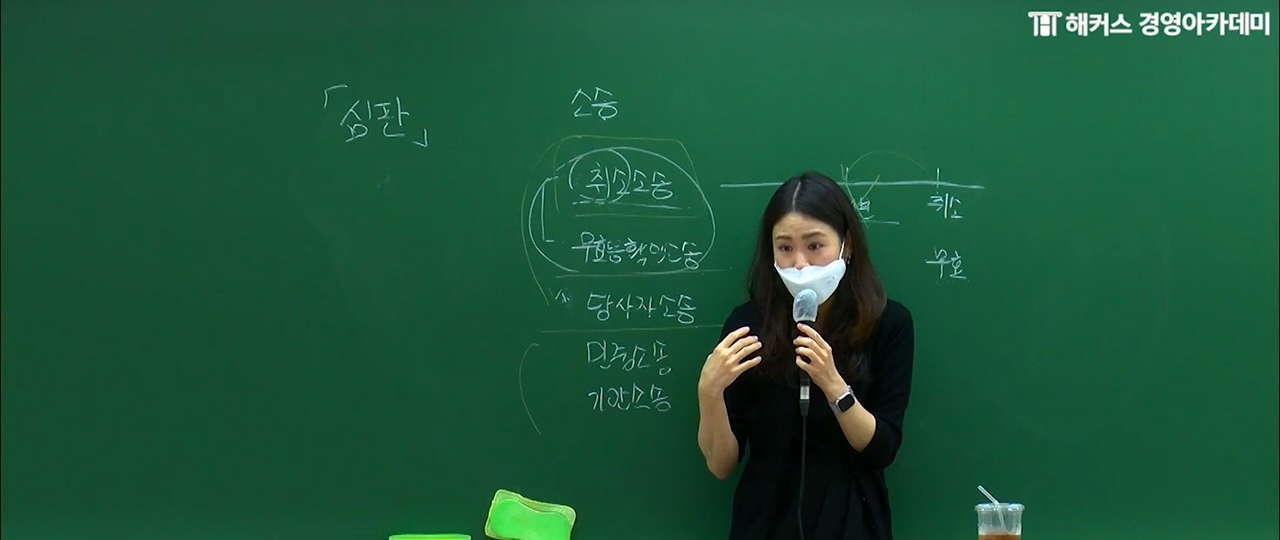 해커스 경영아카데미
「심판」
소송
취소소송
무효등확인소송
당사자소송
민중소송
기관소송
취소
무효